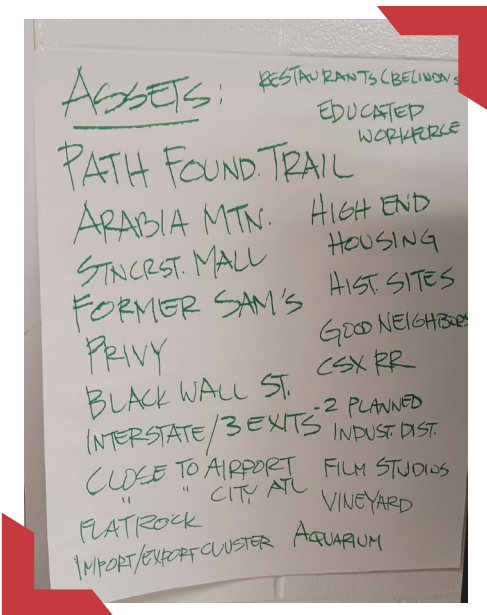 ASSETS:
PATH FOUND. TRAIL
ARABIA MTN.
STNCRST. MALL
FORMER SAM'S
PRIVY
BLACK WALL ST.
INTERSTATE/3 EXITS
CLOSE TO AIRPORT
" " CITY ATL
FLATROCK
IMPORT/EXPORT CLUSTER
RESTAURANTS (BELINDA'S
EDUCATED
WORKFORCE
HIGH END
HOUSING
HIST. SITES
GOOD NEIGHBORS
CSX RR
-2 PLANNED
INDUST. DIST.
FILM STUDIOS
VINEYARD
AQUARIUM